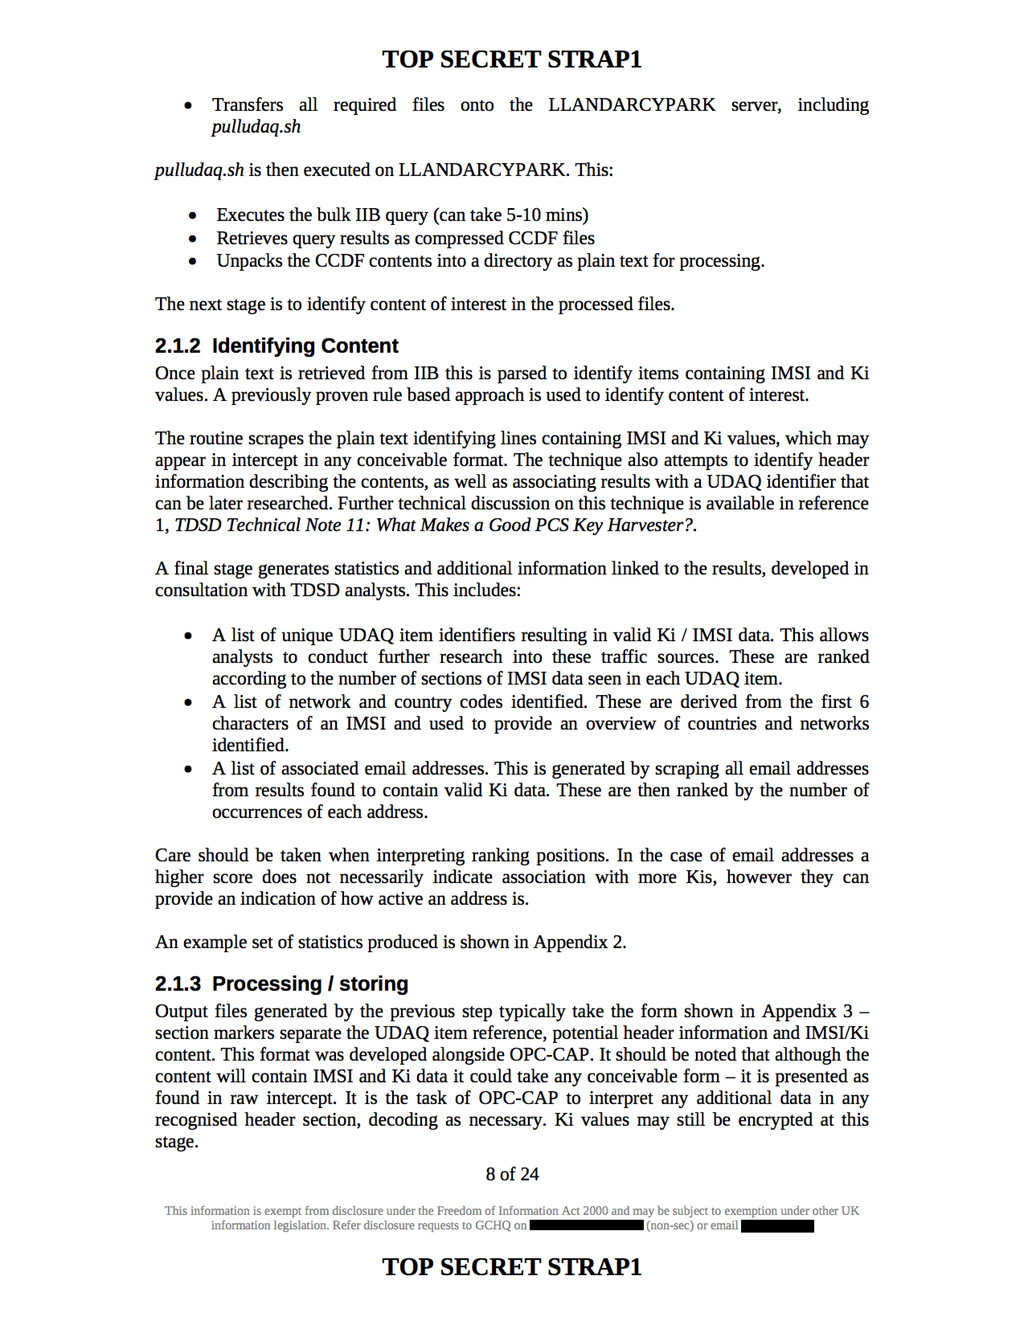 TOP SECRET STRAP1
• Transfers all required files onto the LLANDARCYPARK server, including
pulludaq.sh
pulludaq.sh is then executed on LLANDARCYPARK. This:
• Executes the bulk IIB query (can take 5-10 mins)
• Retrieves query results as compressed CCDF files
• Unpacks the CCDF contents into a directory as plain text for processing.
The next stage is to identify content of interest in the processed files.
2.1.2 Identifying Content
Once plain text is retrieved from IIB this is parsed to identify items containing IMSI and Ki
values. A previously proven rule based approach is used to identify content of interest.
The routine scrapes the plain text identifying lines containing IMSI and Ki values, which may
appear in intercept in any conceivable format. The technique also attempts to identify header
information describing the contents, as well as associating results with a UDAQ identifier that
can be later researched. Further technical discussion on this technique is available in reference
1, TDSD Technical Note 11: What Makes a Good PCS Key Harvester?.
A final stage generates statistics and additional information linked to the results, developed in
consultation with TDSD analysts. This includes:
• A list of unique UDAQ item identifiers resulting in valid Ki / IMSI data. This allows
analysts to conduct further research into these traffic sources. These are ranked
according to the number of sections of IMSI data seen in each UDAQ item.
• A list of network and country codes identified. These are derived from the first 6
characters of an IMSI and used to provide an overview of countries and networks
identified.
• A list of associated email addresses. This is generated by scraping all email addresses
from results found to contain valid Ki data. These are then ranked by the number of
occurrences of each address.
Care should be taken when interpreting ranking positions. In the case of email addresses a
higher score does not necessarily indicate association with more Kis, however they can
provide an indication of how active an address is.
An example set of statistics produced is shown in Appendix 2.
2.1.3 Processing / storing
Output files generated by the previous step typically take the form shown in Appendix 3 –
section markers separate the UDAQ item reference, potential header information and IMSI/Ki
content. This format was developed alongside OPC-CAP. It should be noted that although the
content will contain IMSI and Ki data it could take any conceivable form – it is presented as
found in raw intercept. It is the task of OPC-CAP to interpret any additional data in any
recognised header section, decoding as necessary. Ki values may still be encrypted at this
stage.
8 of 24
This information is exempt from disclosure under the Freedom of Information Act 2000 and may be subject to exemption under other UK
information legislation. Refer disclosure requests to GCHQ on (non-sec) or email
TOP SECRET STRAP1